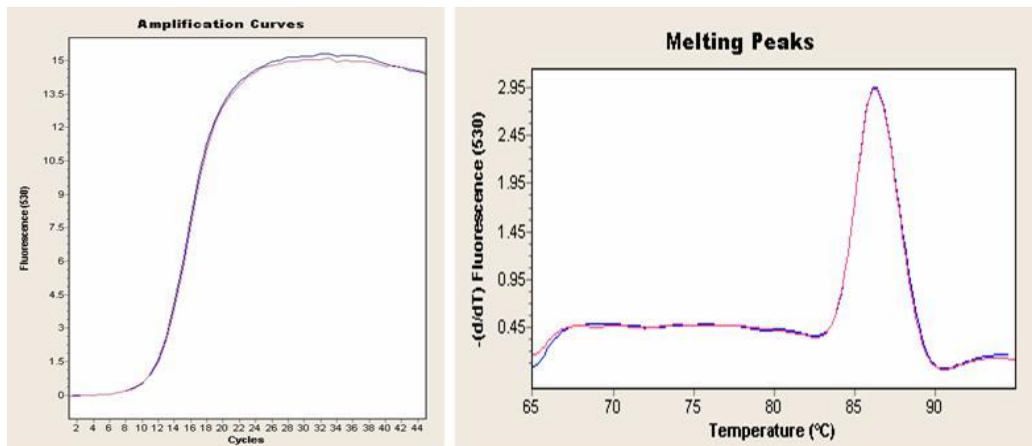 Amplification Curves
15
13.5
12
10.5
9
7.5
6
4.5
3
1.5
0
Fluorescence (530)
2 4 6 8 10 12 14 16 18 20 22 24 26 28 30 32 34 36 38 40 42 44
Cycles
Melting Peaks
2.95
2.45
1.95
1.45
0.95
0.45
-(d/dT) Fluorescence (530)
65 70 75 80 85 90
Temperature (ºC)